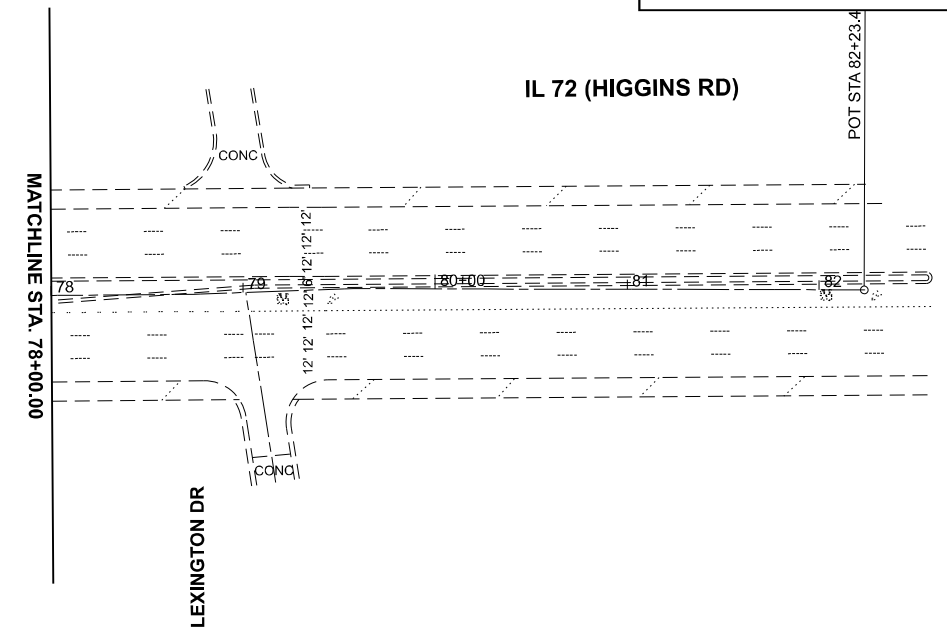 POT STA 82+23.4
IL 72 (HIGGINS RD)
CONC
MATCHLINE STA. 78+00.00
12' 12' 12' 6' 12' 12' 12' 12'
78
79
80+00
81
82
CONC
LEXINGTON DR